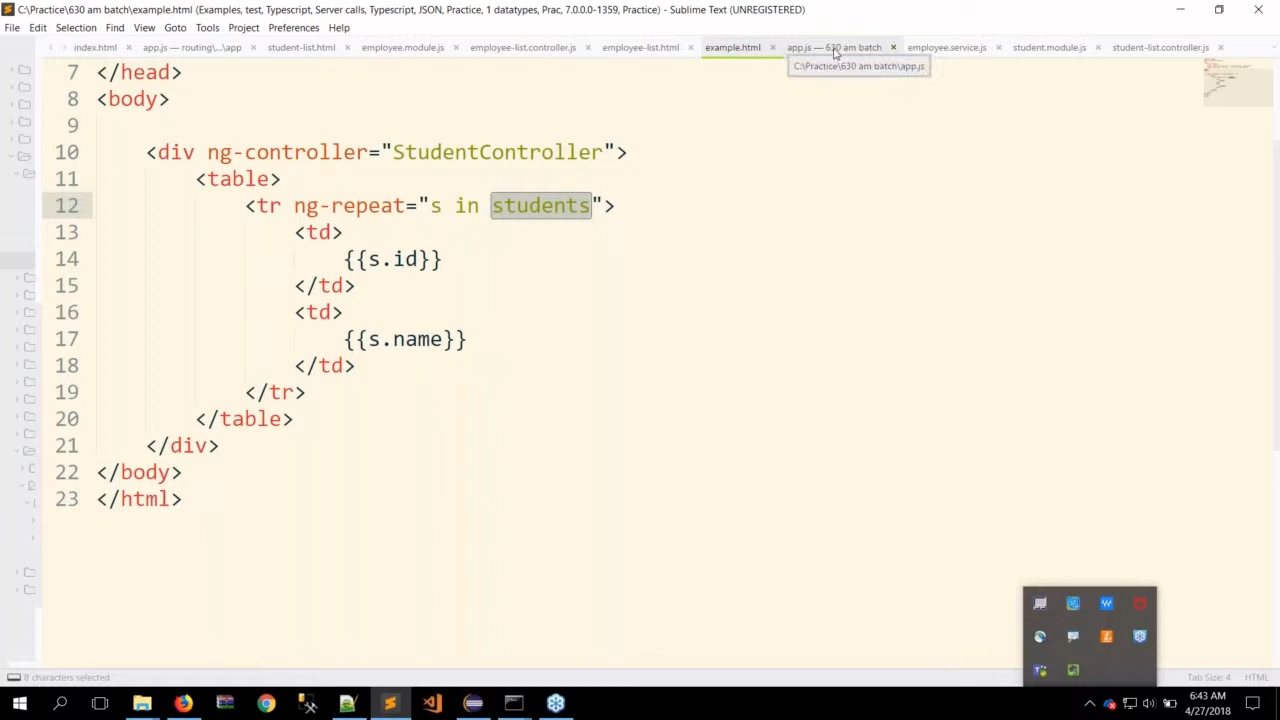 C:\Practice\630 am batch\example.html (Examples, test, Typescript, Server calls, Typescript, JSON, Practice, 1 datatypes, Prac, 7.0.0.0-1359, Practice) - Sublime Text (UNREGISTERED)
File Edit Selection Find View Goto Tools Project Preferences Help
index.html app.js — routing\...\app student-list.html employee.module.js employee-list.controller.js employee-list.html example.html app.js — 630 am batch employee.service.js student.module.js student-list.controller.js
C:\Practice\630 am batch\app.js
7 </head>
8 <body>
9
10 <div ng-controller="StudentController">
11 <table>
12 <tr ng-repeat="s in students">
13 <td>
14 {{s.id}}
15 </td>
16 <td>
17 {{s.name}}
18 </td>
19 </tr>
20 </table>
21 </div>
22 </body>
23 </html>
8 characters selected Tab Size: 4 HTML
6:43 AM
4/27/2018